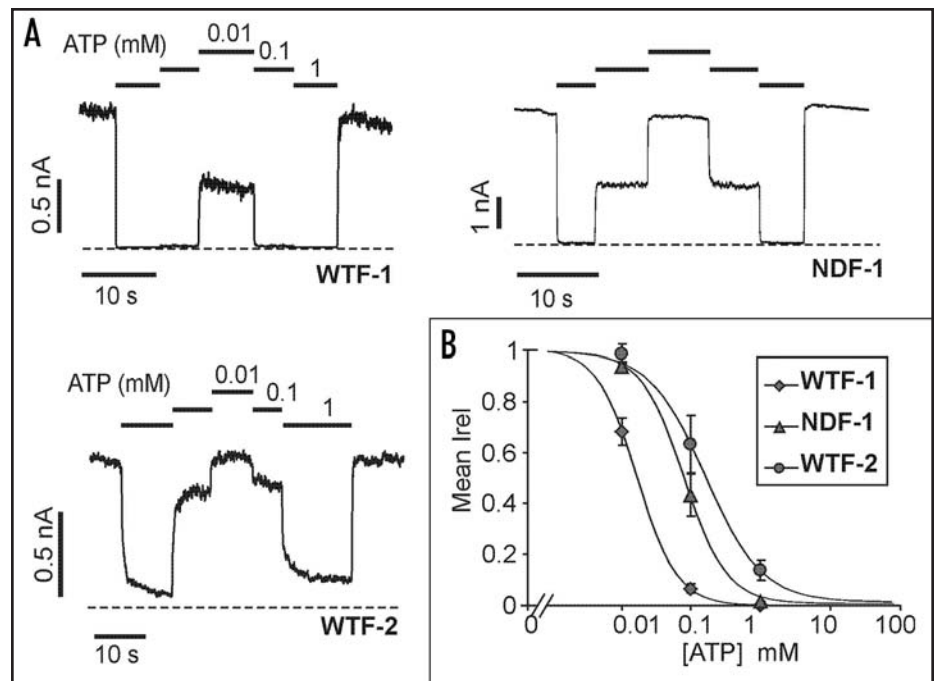 A
ATP (mM)
0.01
0.1
1
0.5 nA
10 s
WTF-1
1 nA
10 s
NDF-1
ATP (mM)
0.01
0.1
1
0.5 nA
10 s
WTF-2
B
Mean Irel
1
0.8
0.6
0.4
0.2
0
WTF-1
NDF-1
WTF-2
0 0.01 0.1 1 10 100
[ATP] mM